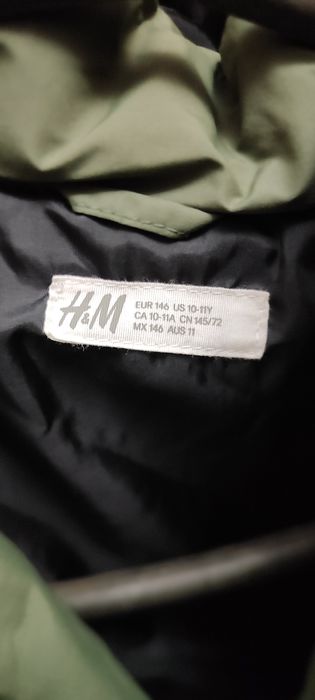 H&M
EUR 146 US 10-11Y
CA 10-11A CN 145/72
MX 146 AUS 11